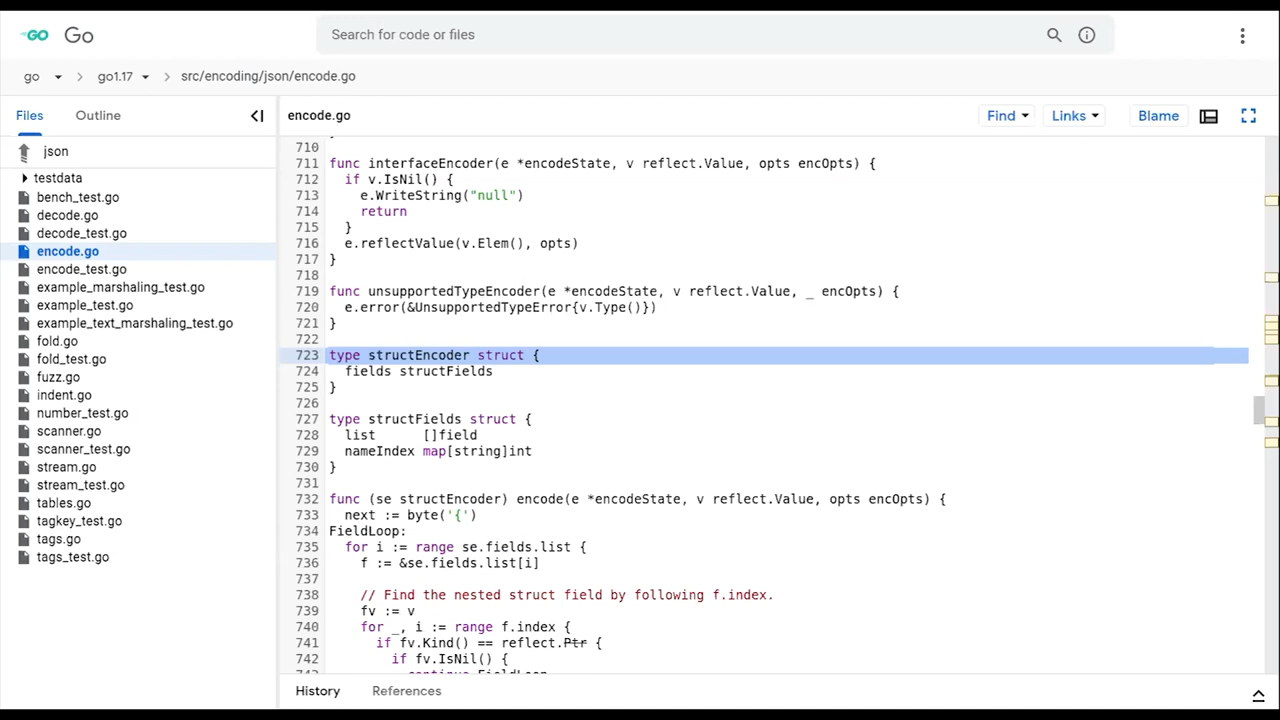 GO Go
Search for code or files
go
go1.17
src/encoding/json/encode.go
Files
Outline
json
testdata
bench_test.go
decode.go
decode_test.go
encode.go
encode_test.go
example_marshaling_test.go
example_test.go
example_text_marshaling_test.go
fold.go
fold_test.go
fuzz.go
indent.go
number_test.go
scanner.go
scanner_test.go
stream.go
stream_test.go
tables.go
tagkey_test.go
tags.go
tags_test.go
encode.go
Find
Links
Blame
710
711 func interfaceEncoder(e *encodeState, v reflect.Value, opts encOpts) {
712 if v.IsNil() {
713 e.WriteString("null")
714 return
715 }
716 e.reflectValue(v.Elem(), opts)
717 }
718
719 func unsupportedTypeEncoder(e *encodeState, v reflect.Value, _ encOpts) {
720 e.error(&UnsupportedTypeError{v.Type()})
721 }
722
723 type structEncoder struct {
724 fields structFields
725 }
726
727 type structFields struct {
728 list []field
729 nameIndex map[string]int
730 }
731
732 func (se structEncoder) encode(e *encodeState, v reflect.Value, opts encOpts) {
733 next := byte('{')
734 FieldLoop:
735 for i := range se.fields.list {
736 f := &se.fields.list[i]
737
738 // Find the nested struct field by following f.index.
739 fv := v
740 for _, i := range f.index {
741 if fv.Kind() == reflect.Ptr {
742 if fv.IsNil() {
743 continue FieldLoop
History
References